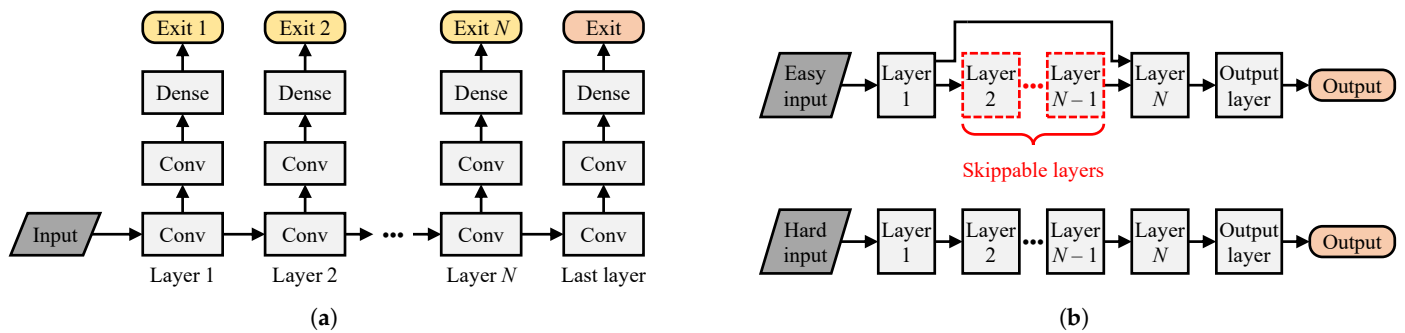 Exit 1 Exit 2 Exit N Exit
Dense Dense Dense Dense
Conv Conv Conv Conv
Input Conv Conv ••• Conv Conv
Layer 1 Layer 2 Layer N Last layer
(a)
Easy input Layer 1 Layer 2 ••• Layer N − 1 Layer N Output layer Output
Skippable layers
Hard input Layer 1 Layer 2 ••• Layer N − 1 Layer N Output layer Output
(b)